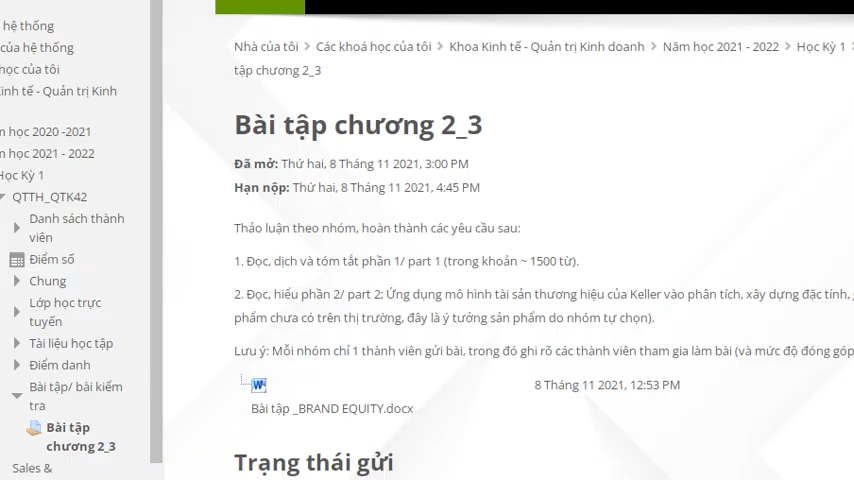 hệ thống
của hệ thống
học của tôi
Kinh tế - Quản trị Kinh
học 2020 -2021
học 2021 - 2022
Học Kỳ 1
QTTH_QTK42
Danh sách thành
viên
Điểm số
Chung
Lớp học trực
tuyến
Tài liệu học tập
Điểm danh
Bài tập/ bài kiểm
tra
Bài tập
chương 2_3
Sales &
Nhà của tôi > Các khoá học của tôi > Khoa Kinh tế - Quản trị Kinh doanh > Năm học 2021 - 2022 > Học Kỳ 1 >
tập chương 2_3
Bài tập chương 2_3
Đã mở: Thứ hai, 8 Tháng 11 2021, 3:00 PM
Hạn nộp: Thứ hai, 8 Tháng 11 2021, 4:45 PM
Thảo luận theo nhóm, hoàn thành các yêu cầu sau:
1. Đọc, dịch và tóm tắt phần 1/ part 1 (trong khoản ~ 1500 từ).
2. Đọc, hiểu phần 2/ part 2; Ứng dụng mô hình tài sản thương hiệu của Keller vào phân tích, xây dựng đặc tính,
phẩm chưa có trên thị trường, đây là ý tưởng sản phẩm do nhóm tự chọn).
Lưu ý: Mỗi nhóm chỉ 1 thành viên gửi bài, trong đó ghi rõ các thành viên tham gia làm bài (và mức độ đóng góp
8 Tháng 11 2021, 12:53 PM
Bài tập _BRAND EQUITY.docx
Trạng thái gửi